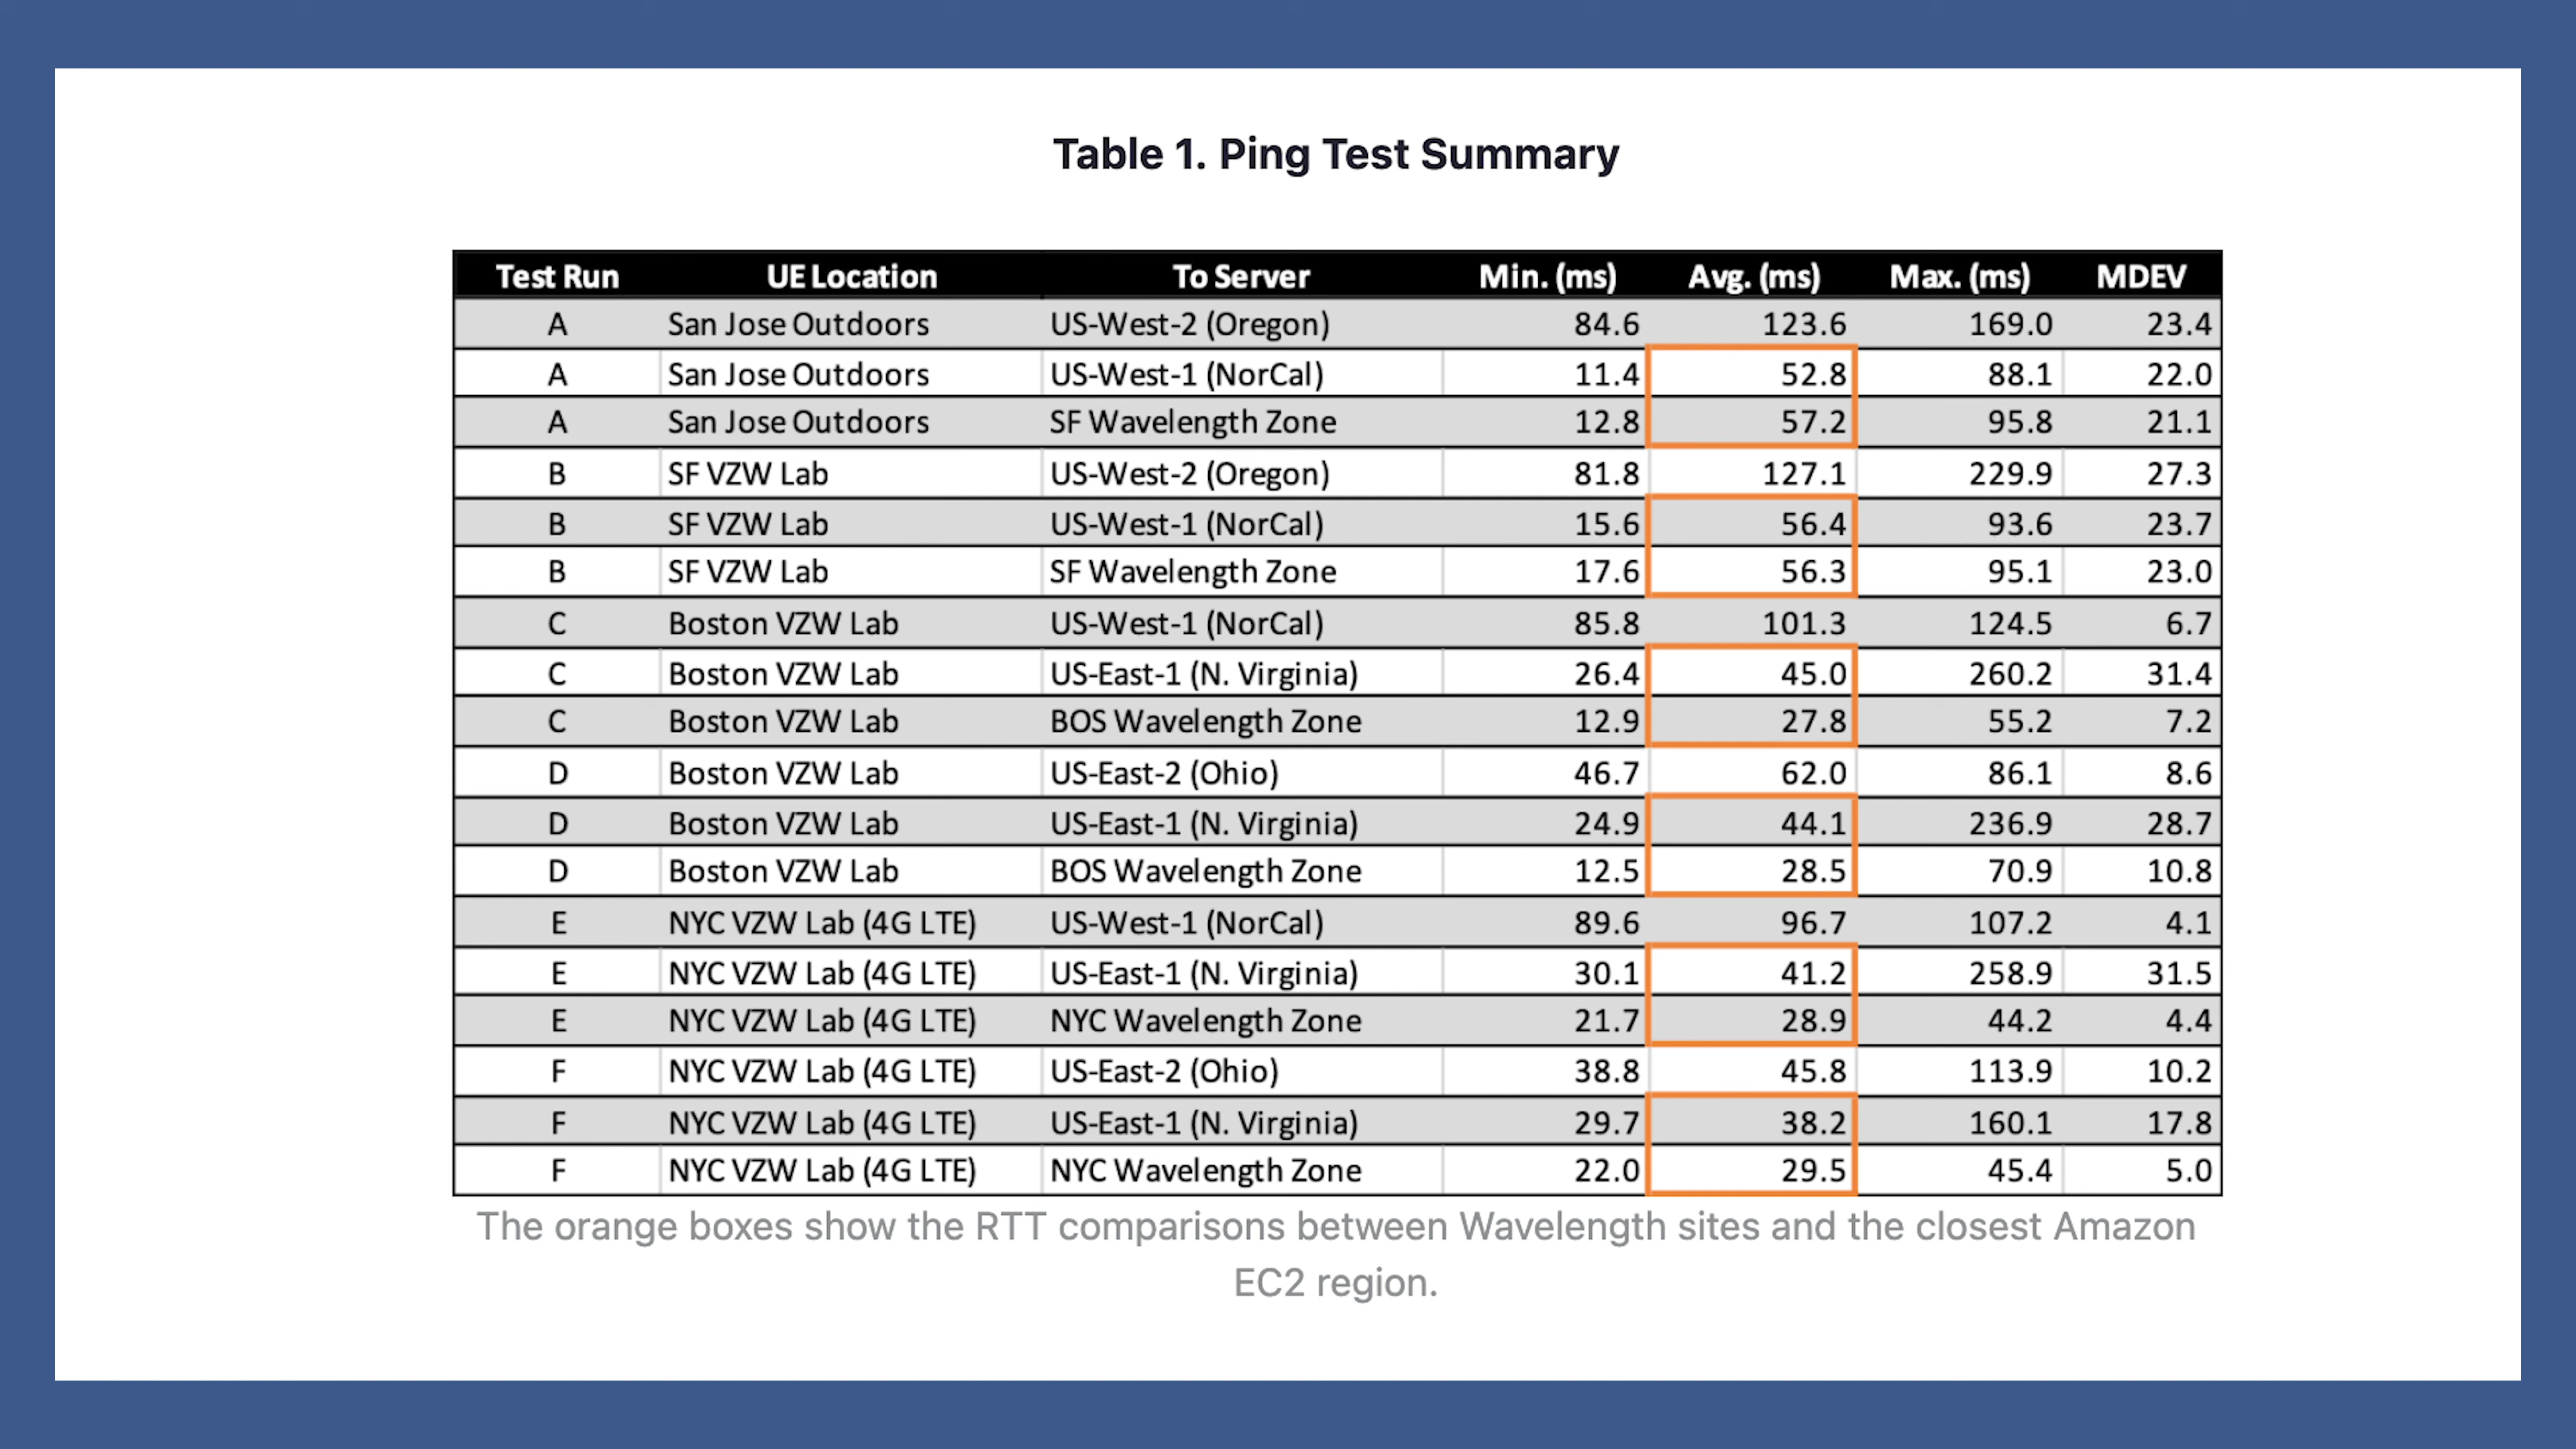 Table 1. Ping Test Summary
Test Run UE Location To Server Min. (ms) Avg. (ms) Max. (ms) MDEV
A San Jose Outdoors US-West-2 (Oregon) 84.6 123.6 169.0 23.4
A San Jose Outdoors US-West-1 (NorCal) 11.4 52.8 88.1 22.0
A San Jose Outdoors SF Wavelength Zone 12.8 57.2 95.8 21.1
B SF VZW Lab US-West-2 (Oregon) 81.8 127.1 229.9 27.3
B SF VZW Lab US-West-1 (NorCal) 15.6 56.4 93.6 23.7
B SF VZW Lab SF Wavelength Zone 17.6 56.3 95.1 23.0
C Boston VZW Lab US-West-1 (NorCal) 85.8 101.3 124.5 6.7
C Boston VZW Lab US-East-1 (N. Virginia) 26.4 45.0 260.2 31.4
C Boston VZW Lab BOS Wavelength Zone 12.9 27.8 55.2 7.2
D Boston VZW Lab US-East-2 (Ohio) 46.7 62.0 86.1 8.6
D Boston VZW Lab US-East-1 (N. Virginia) 24.9 44.1 236.9 28.7
D Boston VZW Lab BOS Wavelength Zone 12.5 28.5 70.9 10.8
E NYC VZW Lab (4G LTE) US-West-1 (NorCal) 89.6 96.7 107.2 4.1
E NYC VZW Lab (4G LTE) US-East-1 (N. Virginia) 30.1 41.2 258.9 31.5
E NYC VZW Lab (4G LTE) NYC Wavelength Zone 21.7 28.9 44.2 4.4
F NYC VZW Lab (4G LTE) US-East-2 (Ohio) 38.8 45.8 113.9 10.2
F NYC VZW Lab (4G LTE) US-East-1 (N. Virginia) 29.7 38.2 160.1 17.8
F NYC VZW Lab (4G LTE) NYC Wavelength Zone 22.0 29.5 45.4 5.0
The orange boxes show the RTT comparisons between Wavelength sites and the closest Amazon
EC2 region.